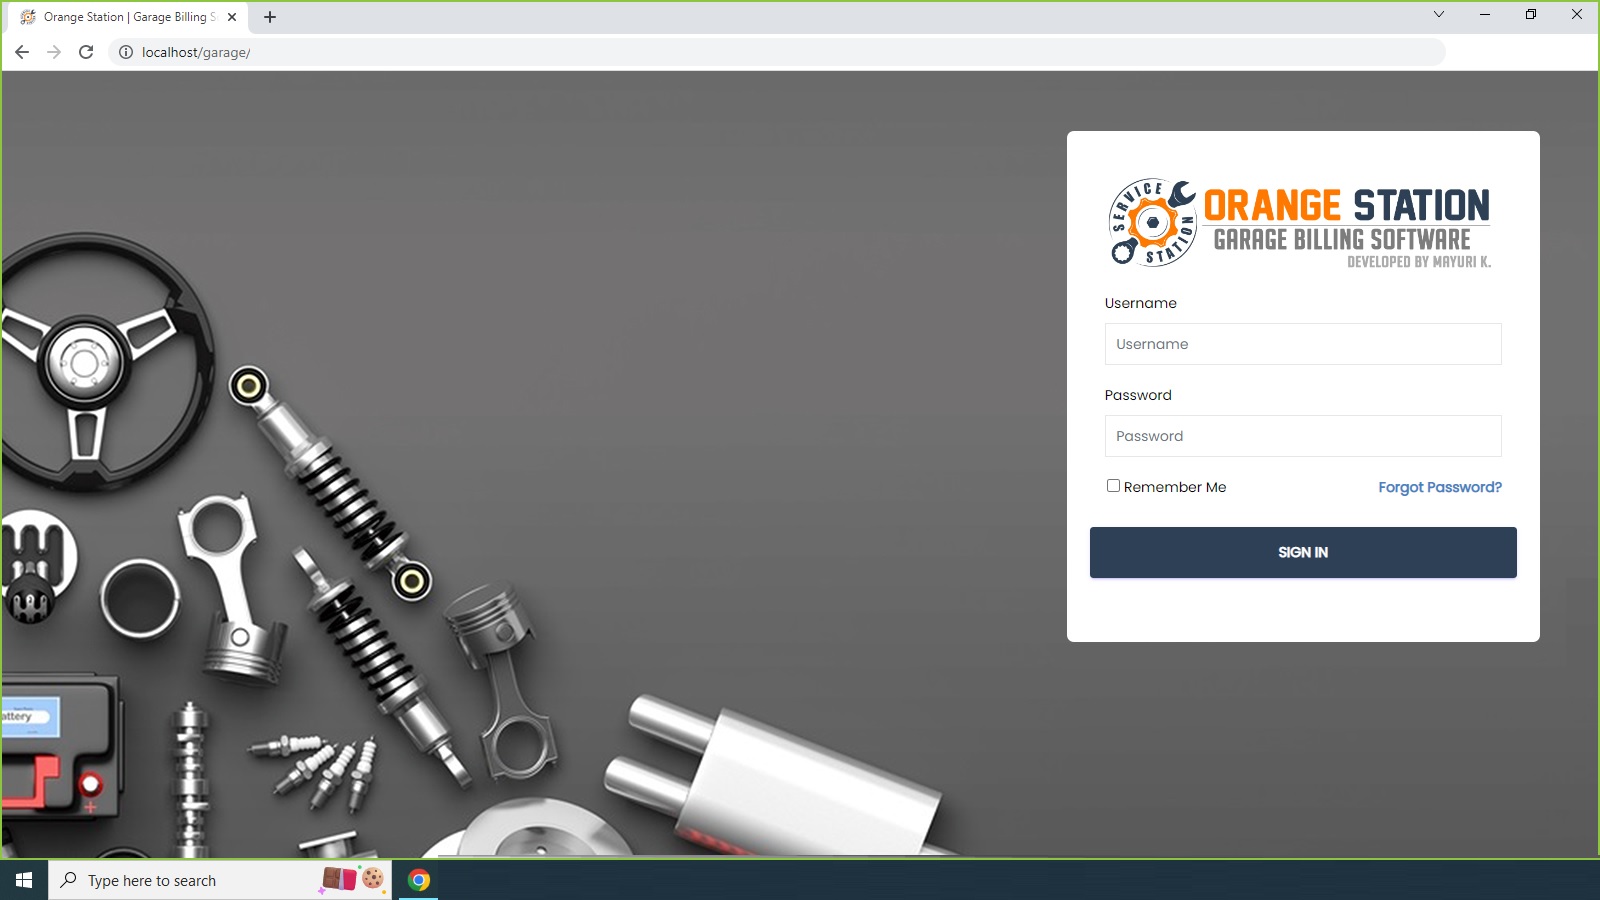 Orange Station | Garage Billing S
localhost/garage/
SERVICE
STATION
ORANGE STATION
GARAGE BILLING SOFTWARE
DEVELOPED BY MAYURI K.
Username
Username
Password
Password
Remember Me
Forgot Password?
SIGN IN
attery
Type here to search